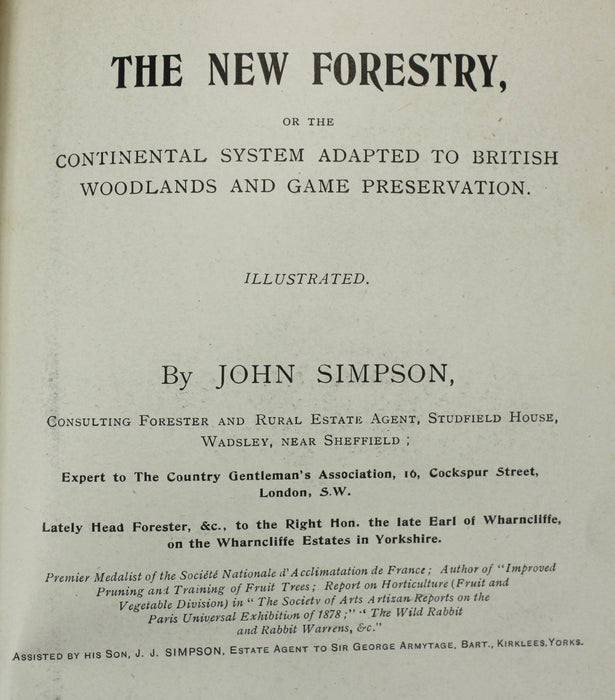 THE NEW FORESTRY,
OR THE
CONTINENTAL SYSTEM ADAPTED TO BRITISH
WOODLANDS AND GAME PRESERVATION.
ILLUSTRATED.
By JOHN SIMPSON,
CONSULTING FORESTER AND RURAL ESTATE AGENT, STUDFIELD HOUSE,
WADSLEY, NEAR SHEFFIELD ;
Expert to The Country Gentleman's Association, 16, Cockspur Street,
London, S.W.
Lately Head Forester, &c., to the Right Hon. the late Earl of Wharncliffe,
on the Wharncliffe Estates in Yorkshire.
Premier Medalist of the Société Nationale d'Acclimatation de France ; Author of "Improved
Pruning and Training of Fruit Trees ; Report on Horticulture (Fruit and
Vegetable Division) in " The Society of Arts Artizan Reports on the
Paris Universal Exhibition of 1878 ;" " The Wild Rabbit
and Rabbit Warrens, &c."
ASSISTED BY HIS SON, J. J. SIMPSON, ESTATE AGENT TO SIR GEORGE ARMYTAGE, BART., KIRKLEES, YORKS.